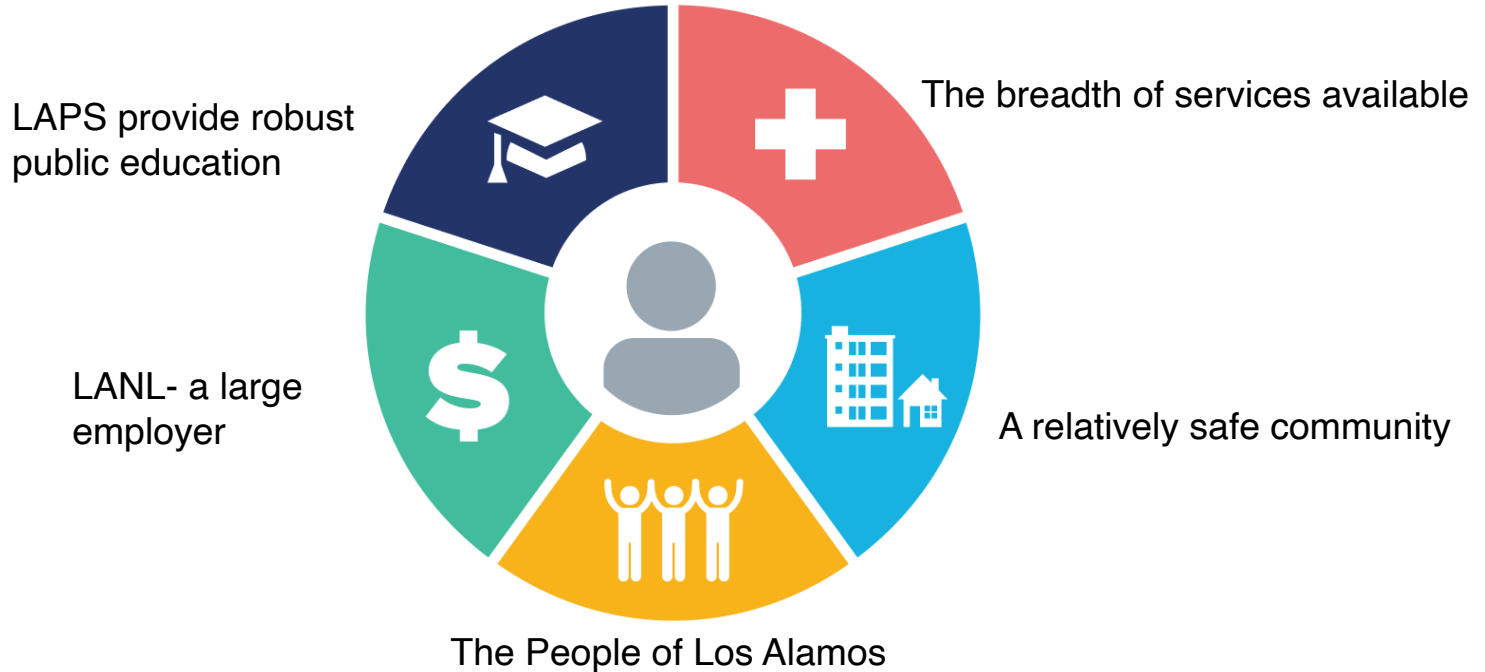 LAPS provide robust
public education
The breadth of services available
LANL- a large
employer
A relatively safe community
The People of Los Alamos